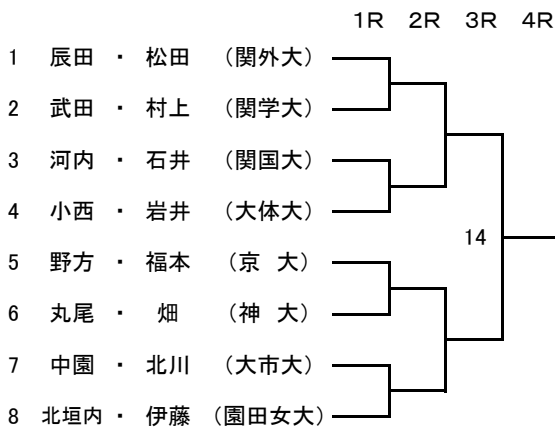 1R 2R 3R 4R
1 辰田 ・ 松田 （関外大）
2 武田 ・ 村上 （関学大）
3 河内 ・ 石井 （関国大）
4 小西 ・ 岩井 （大体大）
14
5 野方 ・ 福本 （京 大）
6 丸尾 ・ 畑 （神 大）
7 中園 ・ 北川 （大市大）
8 北垣内 ・ 伊藤 （園田女大）